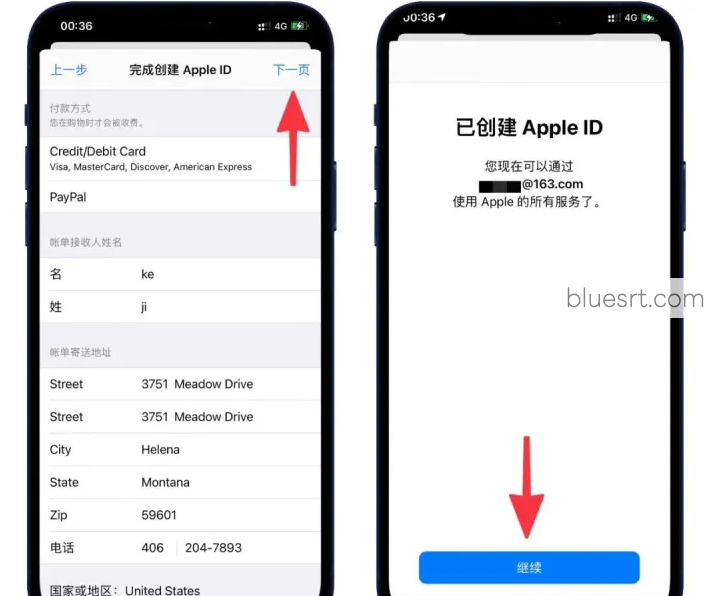 00:36
4G
上一步
完成创建 Apple ID
下一页
付款方式
您在购物时才会被收费。
Credit/Debit Card
Visa, MasterCard, Discover, American Express
PayPal
帐单接收人姓名
名 ke
姓 ji
帐单寄送地址
Street 3751 Meadow Drive
Street 3751 Meadow Drive
City Helena
State Montana
Zip 59601
电话 406 204-7893
国家或地区：United States
00:36
4G
已创建 Apple ID
您现在可以通过
@163.com
使用 Apple 的所有服务了。
bluesrt.com
继续